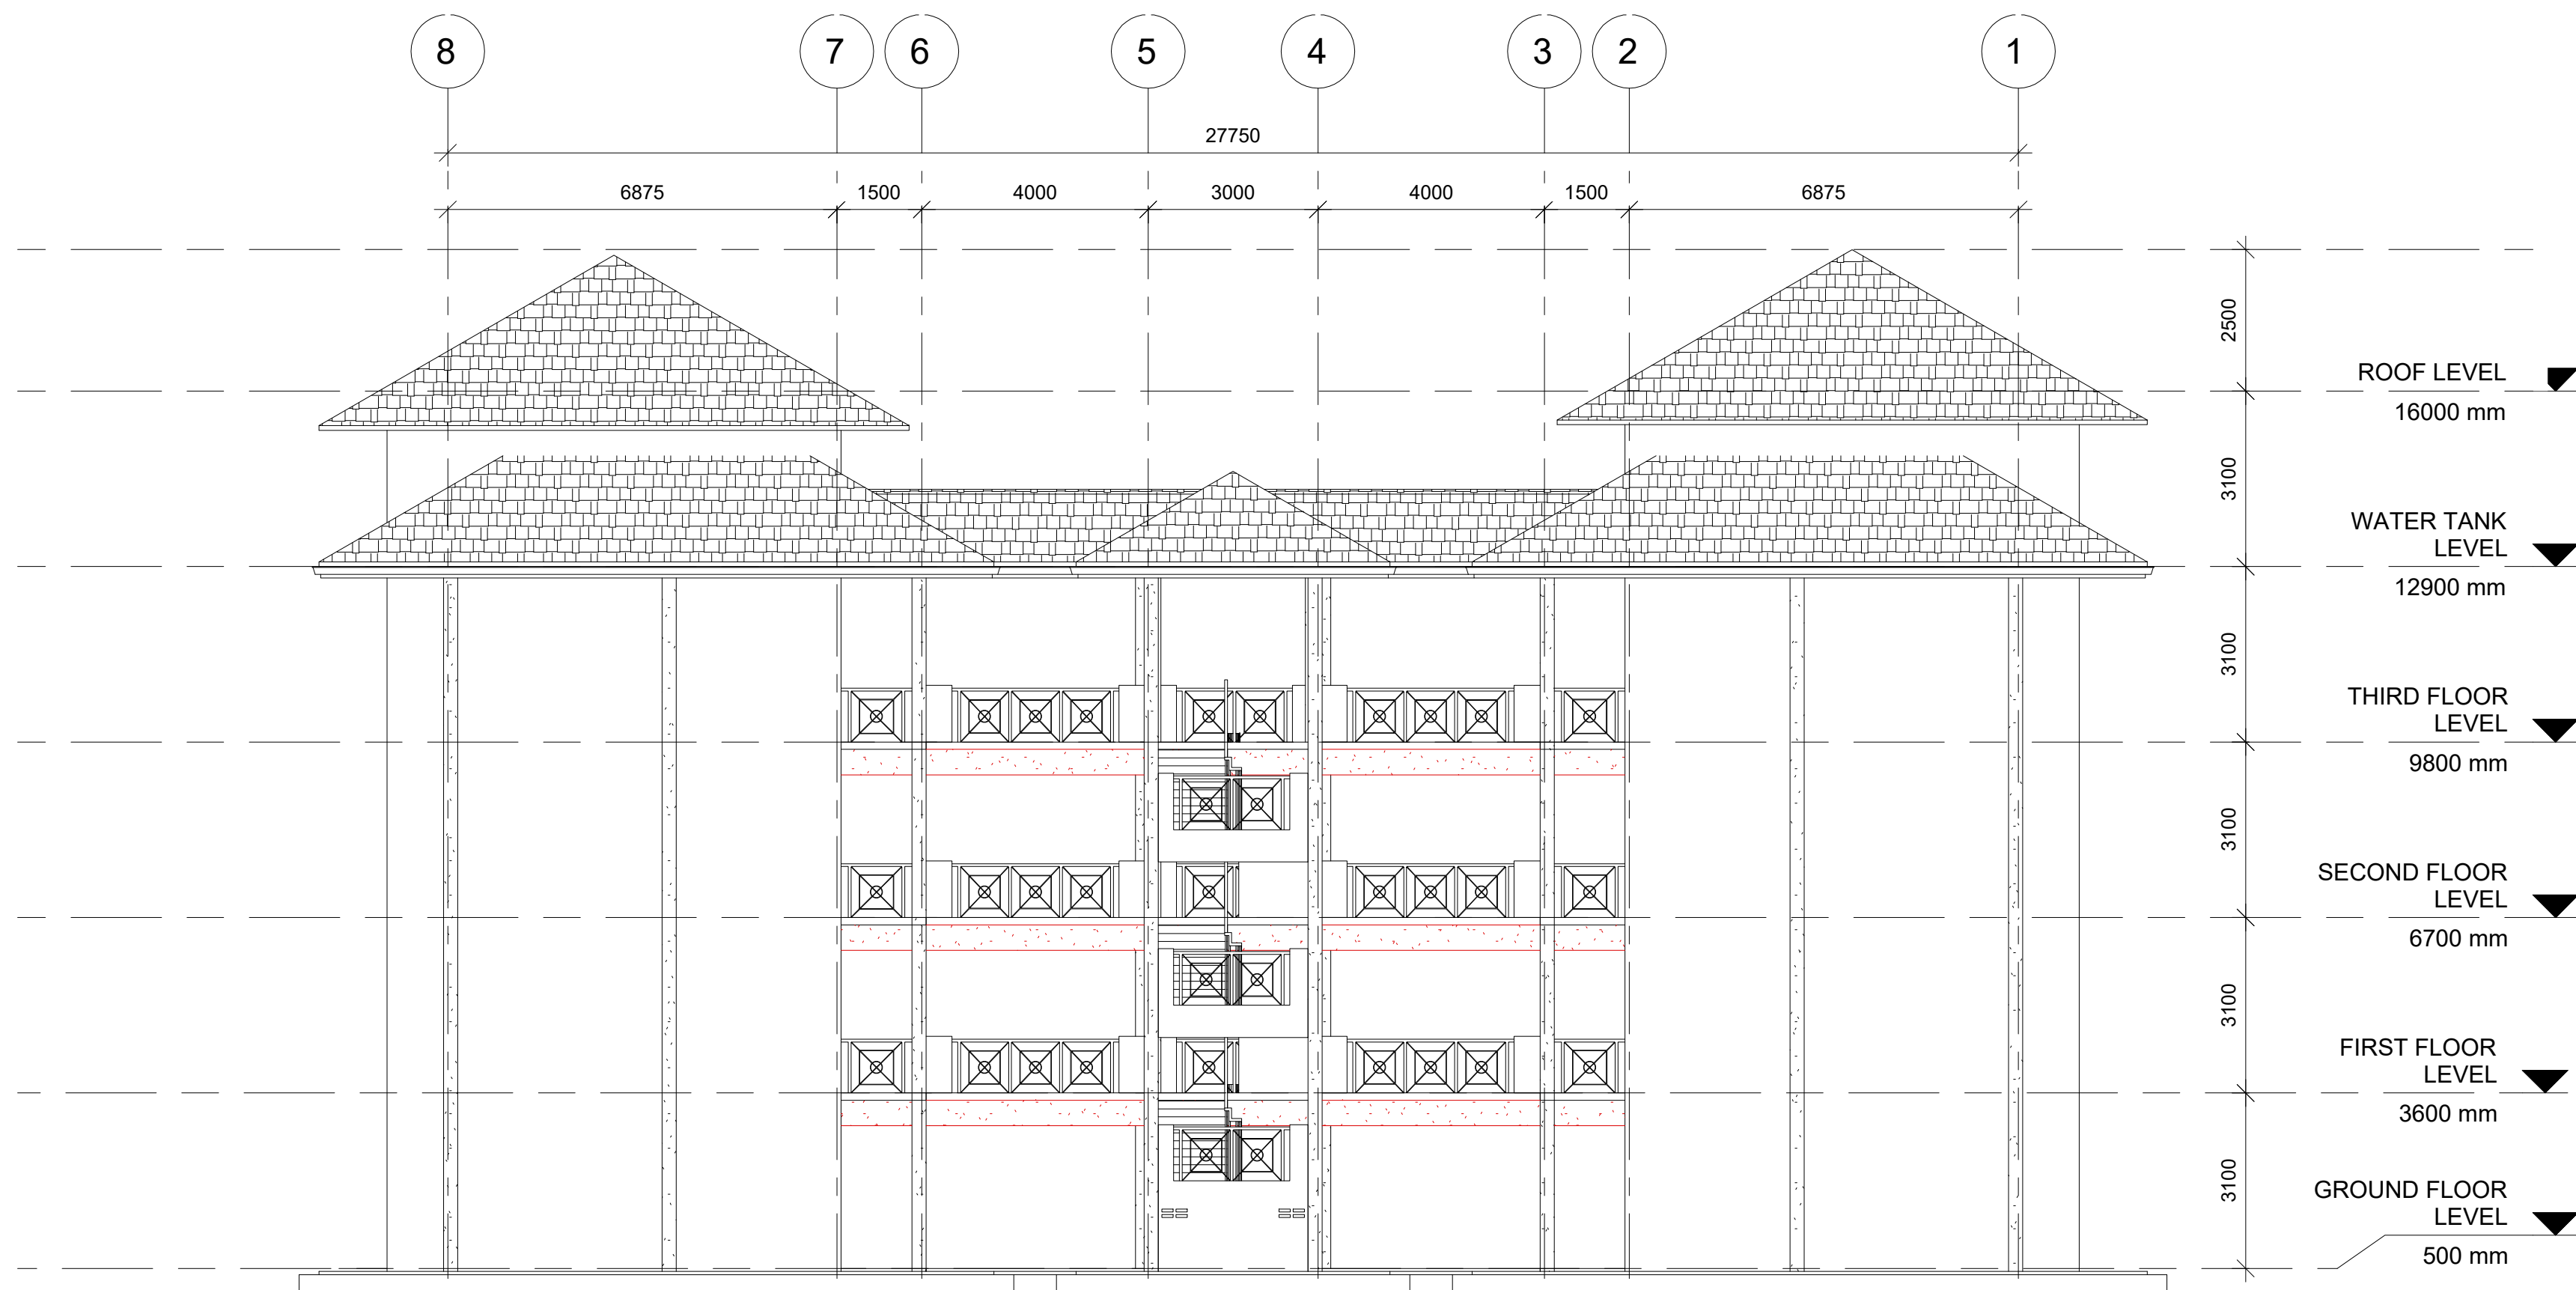 8 7 6 5 4 3 2 1
27750
6875 1500 4000 3000 4000 1500 6875
2500
ROOF LEVEL
16000 mm
3100
WATER TANK
LEVEL
12900 mm
3100
THIRD FLOOR
LEVEL
9800 mm
3100
SECOND FLOOR
LEVEL
6700 mm
3100
FIRST FLOOR
LEVEL
3600 mm
3100
GROUND FLOOR
LEVEL
500 mm